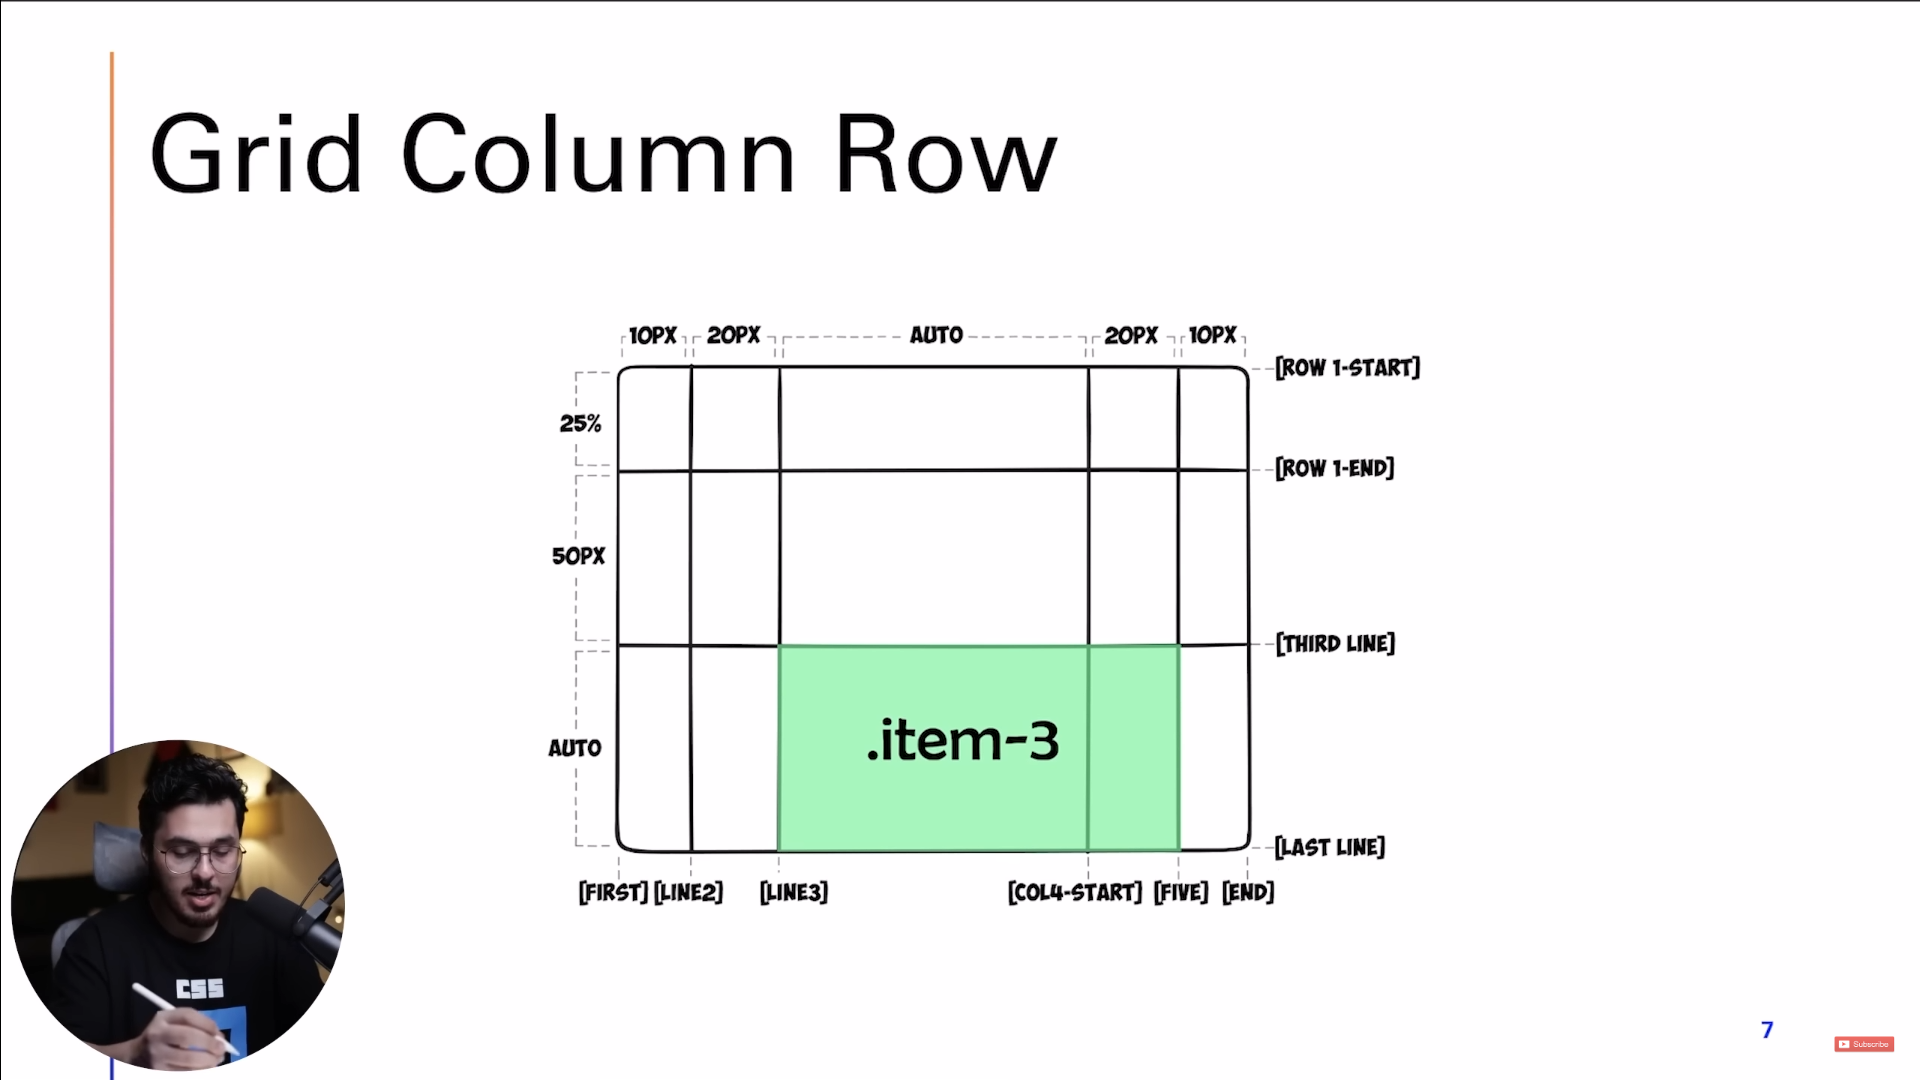 Grid Column Row
10PX 20PX AUTO 20PX 10PX
[ROW 1-START]
25%
[ROW 1-END]
50PX
[THIRD LINE]
.item-3
AUTO
[LAST LINE]
[FIRST] [LINE2] [LINE3] [COL4-START] [FIVE] [END]
CSS
7
Subscribe